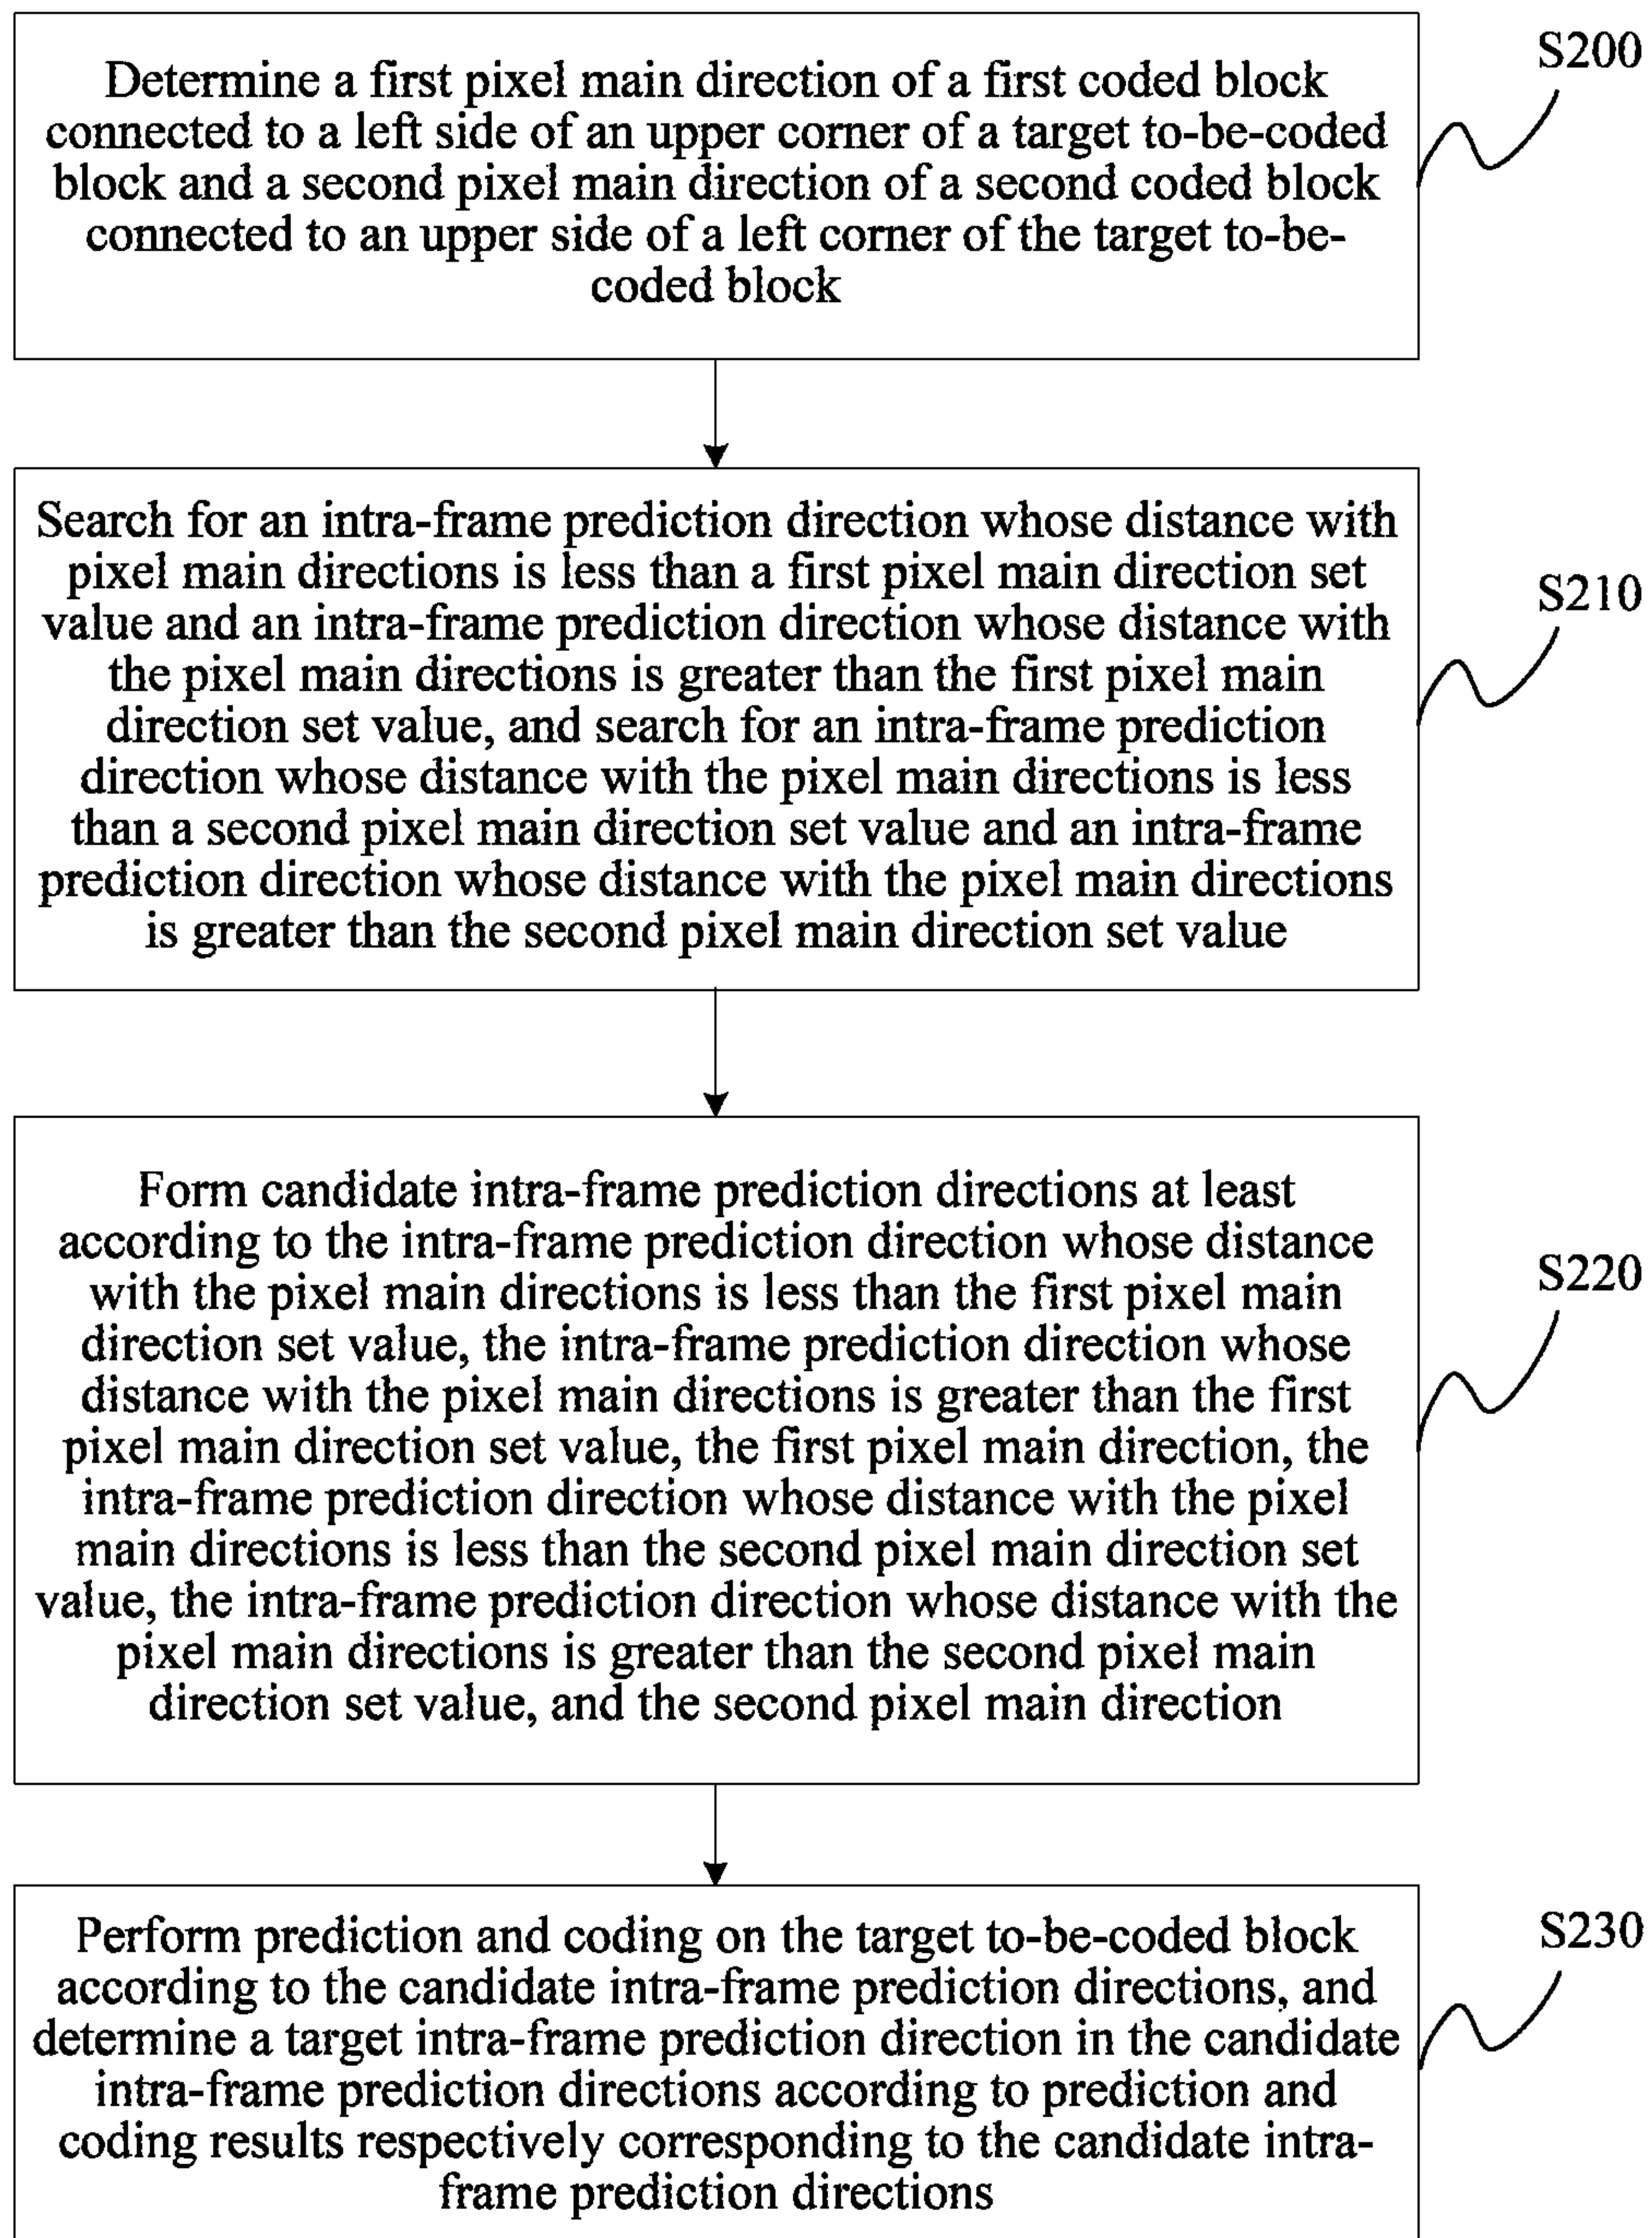 Determine a first pixel main direction of a first coded block
connected to a left side of an upper corner of a target to-be-coded
block and a second pixel main direction of a second coded block
connected to an upper side of a left corner of the target to-be-
coded block
S200
Search for an intra-frame prediction direction whose distance with
pixel main directions is less than a first pixel main direction set
value and an intra-frame prediction direction whose distance with
the pixel main directions is greater than the first pixel main
direction set value, and search for an intra-frame prediction
direction whose distance with the pixel main directions is less
than a second pixel main direction set value and an intra-frame
prediction direction whose distance with the pixel main directions
is greater than the second pixel main direction set value
S210
Form candidate intra-frame prediction directions at least
according to the intra-frame prediction direction whose distance
with the pixel main directions is less than the first pixel main
direction set value, the intra-frame prediction direction whose
distance with the pixel main directions is greater than the first
pixel main direction set value, the first pixel main direction, the
intra-frame prediction direction whose distance with the pixel
main directions is less than the second pixel main direction set
value, the intra-frame prediction direction whose distance with the
pixel main directions is greater than the second pixel main
direction set value, and the second pixel main direction
S220
Perform prediction and coding on the target to-be-coded block
according to the candidate intra-frame prediction directions, and
determine a target intra-frame prediction direction in the candidate
intra-frame prediction directions according to prediction and
coding results respectively corresponding to the candidate intra-
frame prediction directions
S230